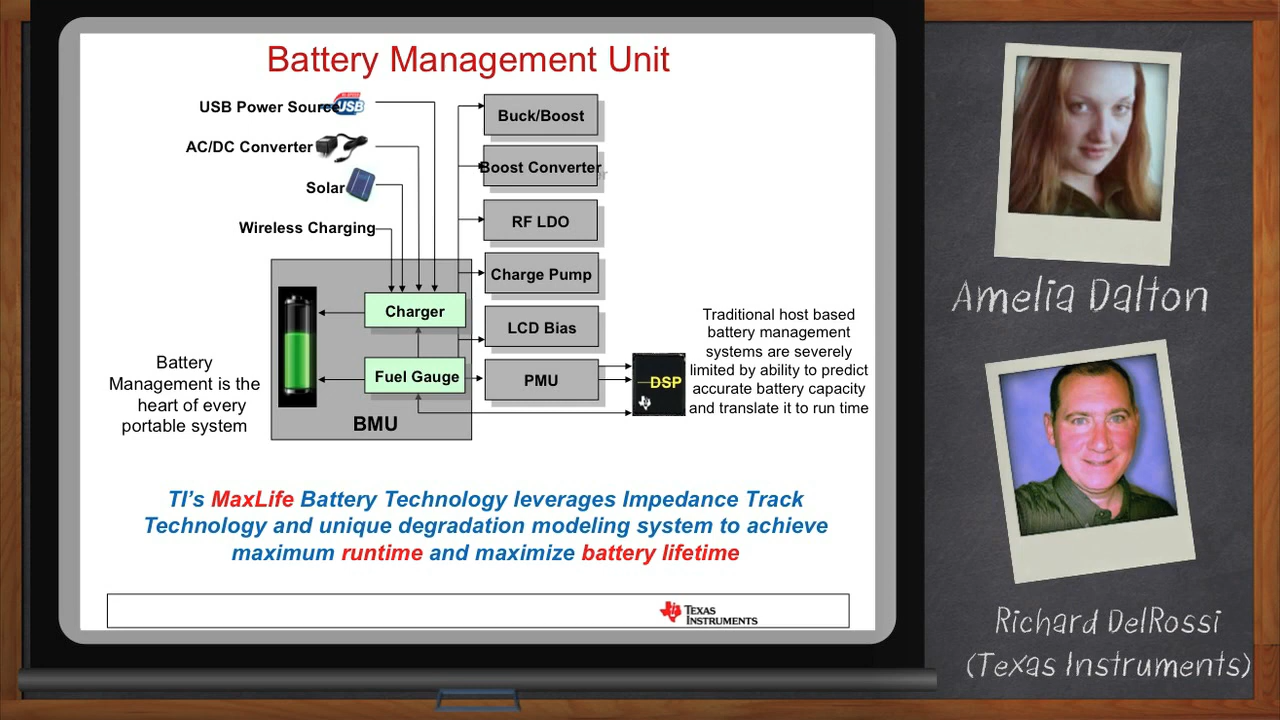 Battery Management Unit
USB Power Source
USB
AC/DC Converter
Solar
Wireless Charging
Buck/Boost
Boost Converter
RF LDO
Charge Pump
LCD Bias
PMU
Charger
Fuel Gauge
BMU
DSP
Battery
Management is the
heart of every
portable system
Traditional host based
battery management
systems are severely
limited by ability to predict
accurate battery capacity
and translate it to run time
TI's MaxLife Battery Technology leverages Impedance Track
Technology and unique degradation modeling system to achieve
maximum runtime and maximize battery lifetime
TEXAS
INSTRUMENTS
Amelia Dalton
Richard DelRossi
(Texas Instruments)